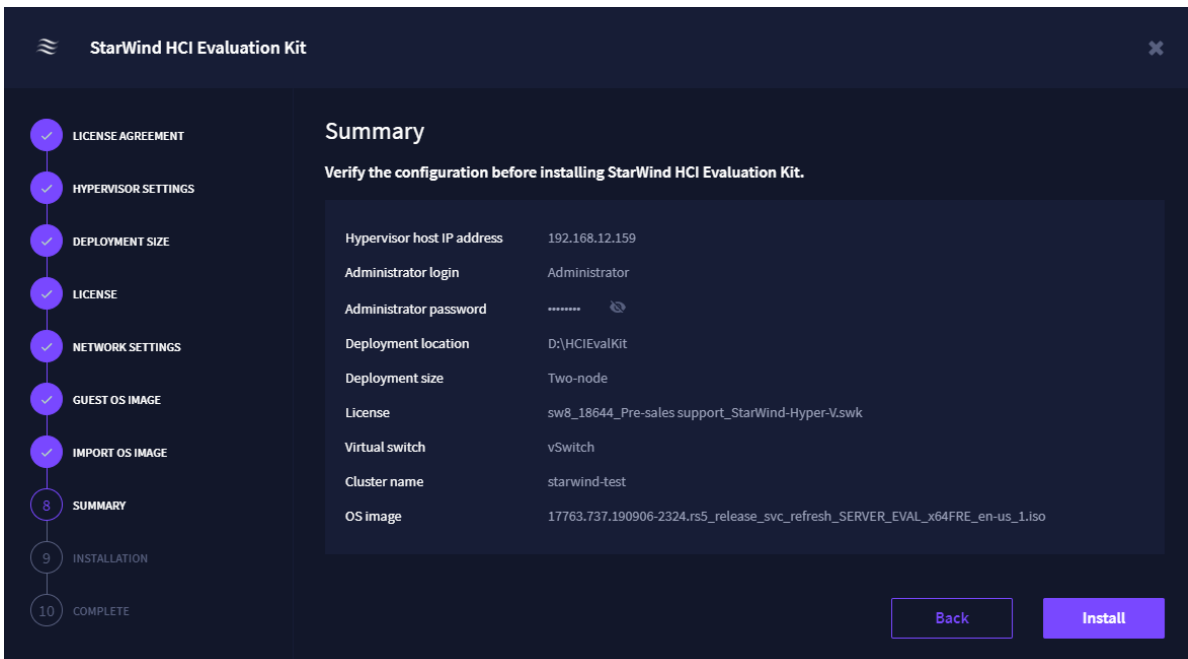 StarWind HCI Evaluation Kit
LICENSE AGREEMENT
HYPERVISOR SETTINGS
DEPLOYMENT SIZE
LICENSE
NETWORK SETTINGS
GUEST OS IMAGE
IMPORT OS IMAGE
8 SUMMARY
9 INSTALLATION
10 COMPLETE
Summary
Verify the configuration before installing StarWind HCI Evaluation Kit.
Hypervisor host IP address 192.168.12.159
Administrator login Administrator
Administrator password ••••••••
Deployment location D:\HCIEvalKit
Deployment size Two-node
License sw8_18644_Pre-sales support_StarWind-Hyper-V.swk
Virtual switch vSwitch
Cluster name starwind-test
OS image 17763.737.190906-2324.rs5_release_svc_refresh_SERVER_EVAL_x64FRE_en-us_1.iso
Back Install